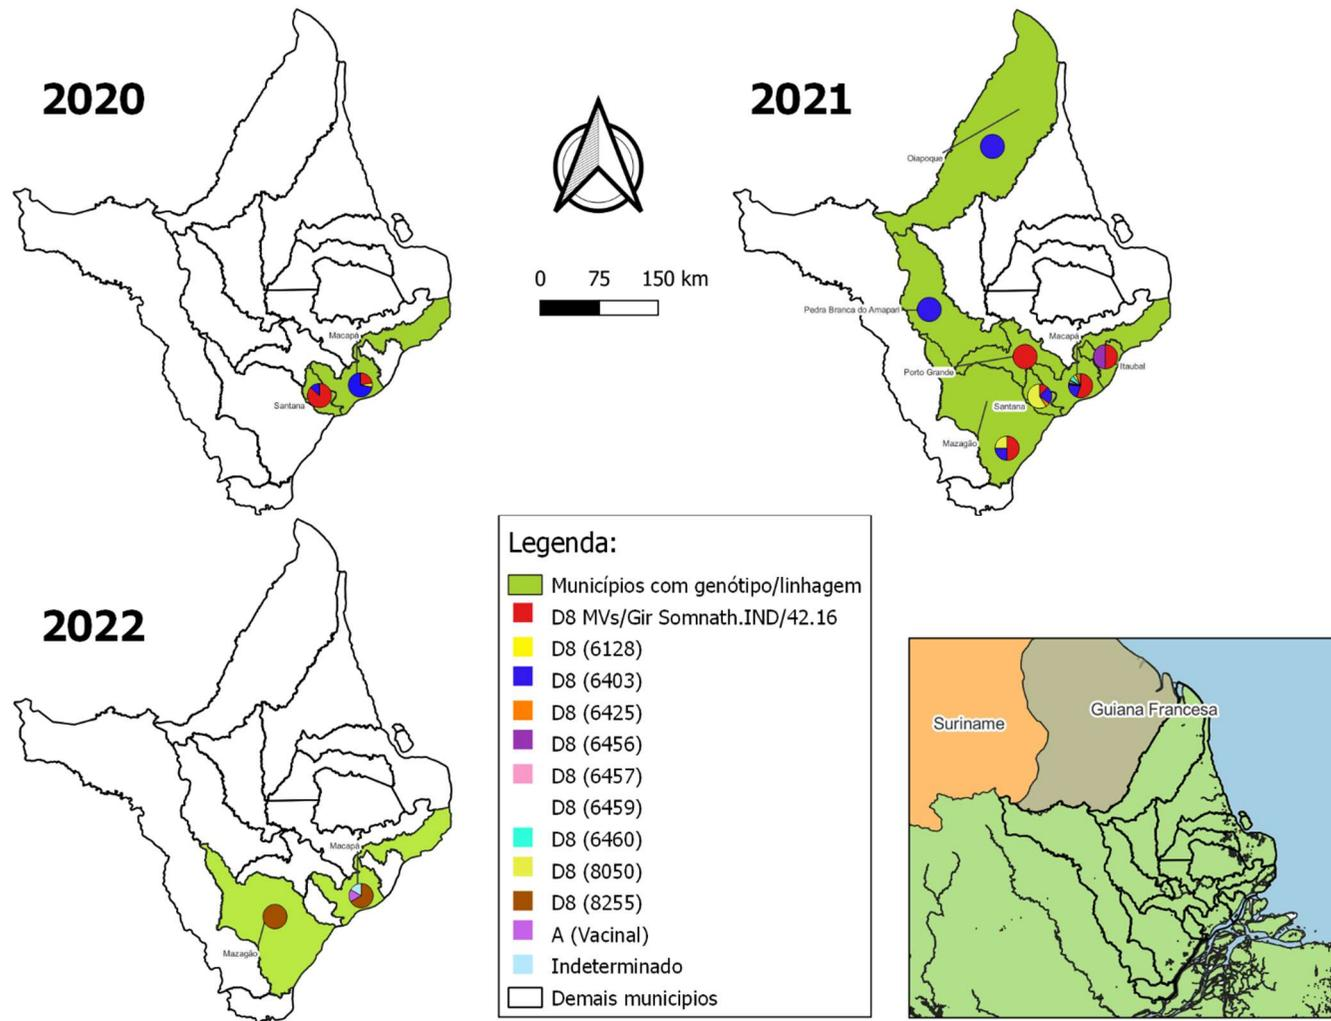 2020
2021
0 75 150 km
Oiapoque
Pedra Branca do Amapari
Macapá
Porto Grande
Itaubal
Santana
Mazagão
Macapá
Santana
2022
Macapá
Mazagão
Legenda:
Municípios com genótipo/linhagem
D8 MVs/Gir Somnath.IND/42.16
D8 (6128)
D8 (6403)
D8 (6425)
D8 (6456)
D8 (6457)
D8 (6459)
D8 (6460)
D8 (8050)
D8 (8255)
A (Vacinal)
Indeterminado
Demais municipios
Suriname
Guiana Francesa